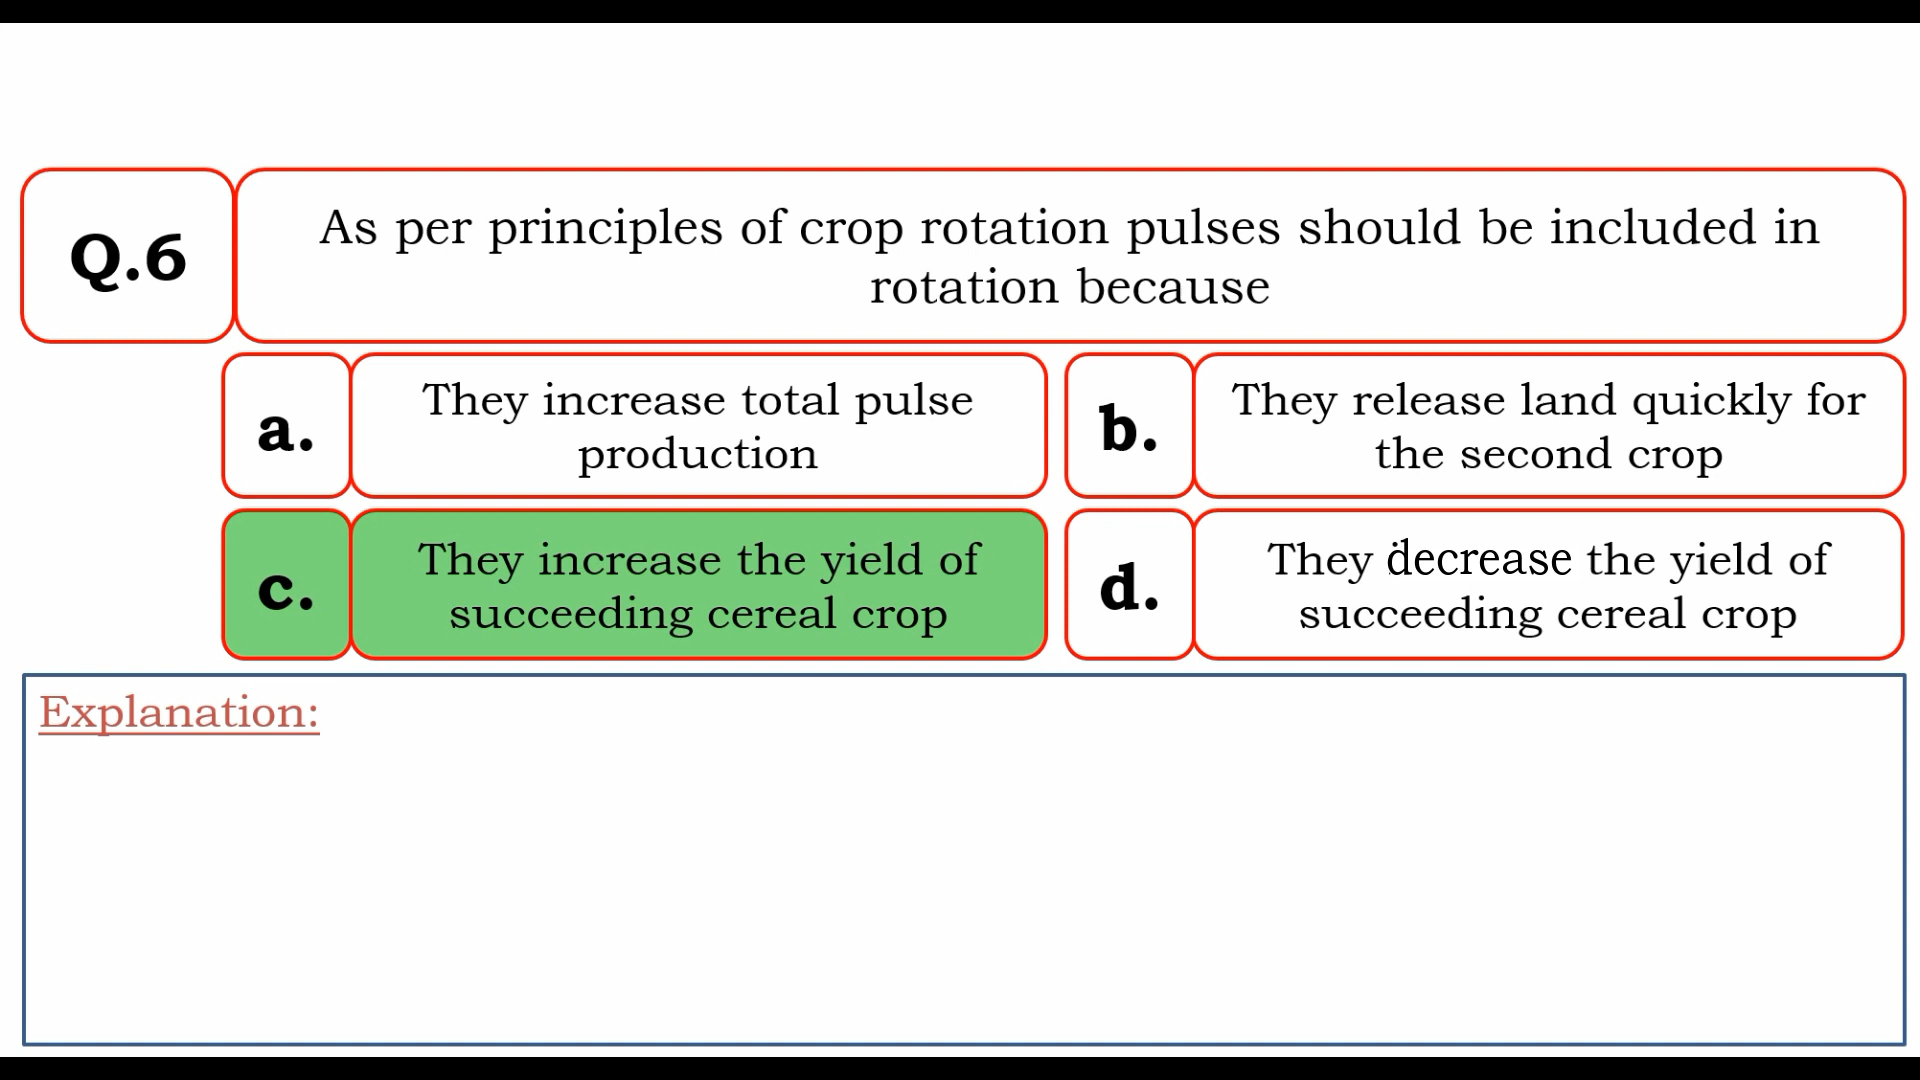 Q.6
As per principles of crop rotation pulses should be included in
rotation because
a.
They increase total pulse
production
b.
They release land quickly for
the second crop
c.
They increase the yield of
succeeding cereal crop
d.
They decrease the yield of
succeeding cereal crop
Explanation: